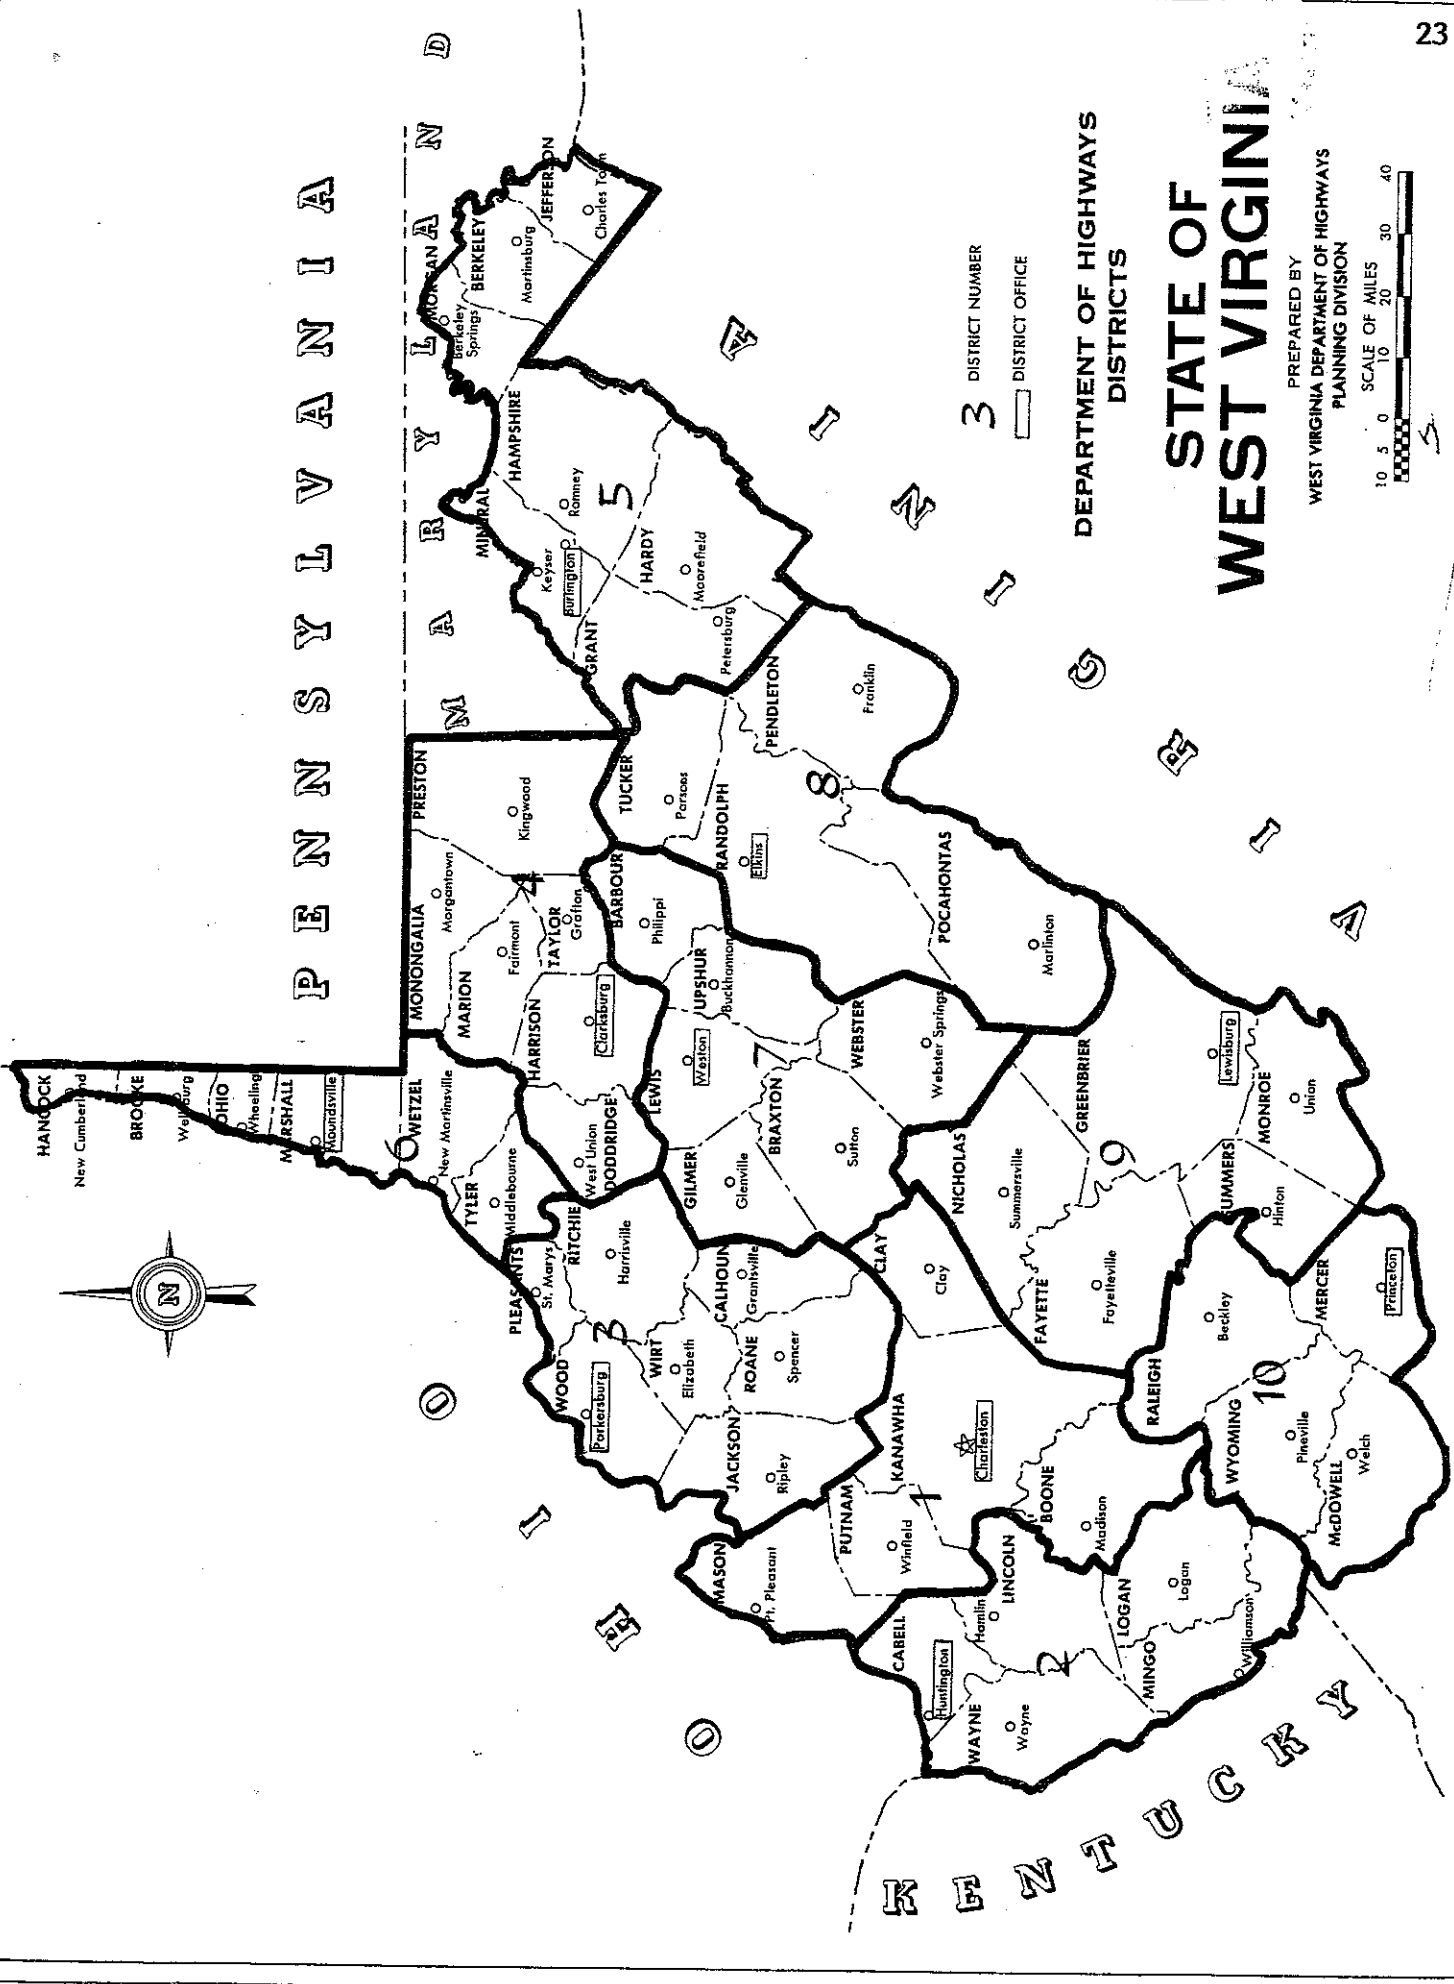 23
PENNSYLVANIA
MARYLAND
OHIO
KENTUCKY
VIRGINIA
N
HANCOCK
New Cumberland
BROOKE
Wellsburg
OHIO
Wheeling
MARSHALL
Moundsville
6
WETZEL
New Martinsville
TYLER
Middlebourne
PLEASANTS
St. Marys
RITCHIE
Harrisville
WOOD
Parkersburg
3
WIRT
Elizabeth
CALHOUN
Grantsville
ROANE
Spencer
JACKSON
Ripley
MONONGALIA
Morgantown
PRESTON
Kingwood
MARION
Fairmont
4
TAYLOR
Grafton
HARRISON
Clarksburg
DODDRIDGE
West Union
MORGAN
Berkeley
Springs
BERKELEY
Martinsburg
JEFFERSON
Charles Town
HAMPSHIRE
Romney
MINERAL
Keyser
Burlington
5
HARDY
Moorefield
GRANT
Petersburg
TUCKER
Parsons
RANDOLPH
Elkins
PENDLETON
Franklin
8
POCAHONTAS
Marlinton
BARBOUR
Philippi
UPSHUR
Buckhannon
LEWIS
Weston
7
GILMER
Glenville
BRAXTON
Sutton
WEBSTER
Webster Springs
MASON
Pt. Pleasant
PUTNAM
Winfield
1
KANAWHA
Charleston
CLAY
Clay
BOONE
Madison
CABELL
Huntington
LINCOLN
Hamlin
WAYNE
Wayne
2
LOGAN
Logan
MINGO
Williamson
NICHOLAS
Summersville
FAYETTE
Fayetteville
9
GREENBRIER
Lewisburg
MONROE
Union
SUMMERS
Hinton
RALEIGH
Beckley
10
WYOMING
Pineville
McDOWELL
Welch
MERCER
Princeton
3 DISTRICT NUMBER
DISTRICT OFFICE
DEPARTMENT OF HIGHWAYS
DISTRICTS
STATE OF
WEST VIRGINIA
PREPARED BY
WEST VIRGINIA DEPARTMENT OF HIGHWAYS
PLANNING DIVISION
SCALE OF MILES
10 5 0 10 20 30 40